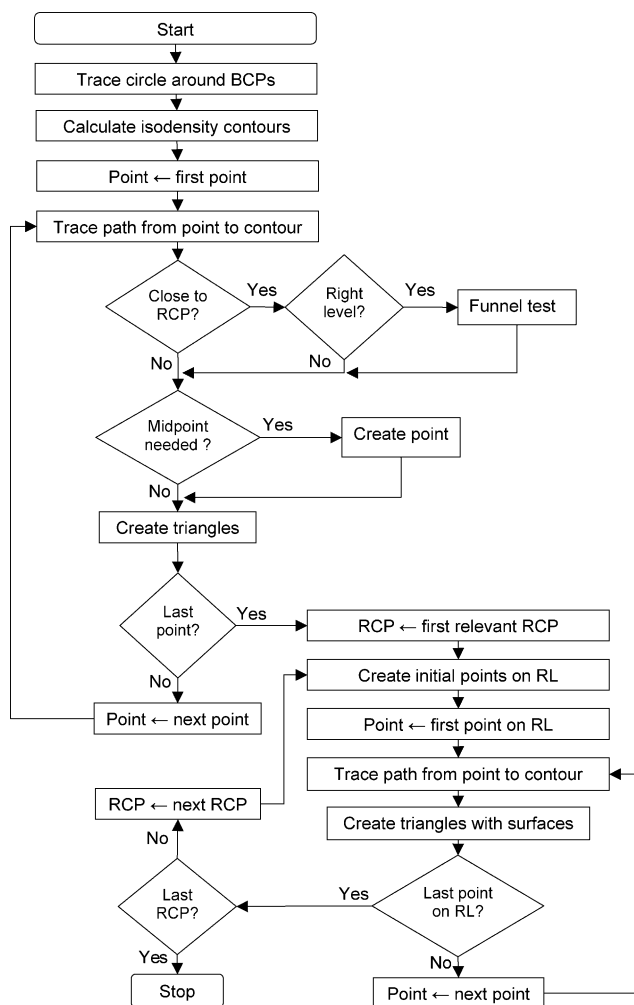 Start
Trace circle around BCPs
Calculate isodensity contours
Point ← first point
Trace path from point to contour
Close to
RCP?
Yes
Right
level?
Yes
Funnel test
No
No
Midpoint
needed ?
Yes
Create point
No
Create triangles
Last
point?
Yes
RCP ← first relevant RCP
No
Create initial points on RL
Point ← next point
Point ← first point on RL
Trace path from point to contour
RCP ← next RCP
Create triangles with surfaces
No
Last
RCP?
Yes
Last point
on RL?
Yes
No
Stop
Point ← next point